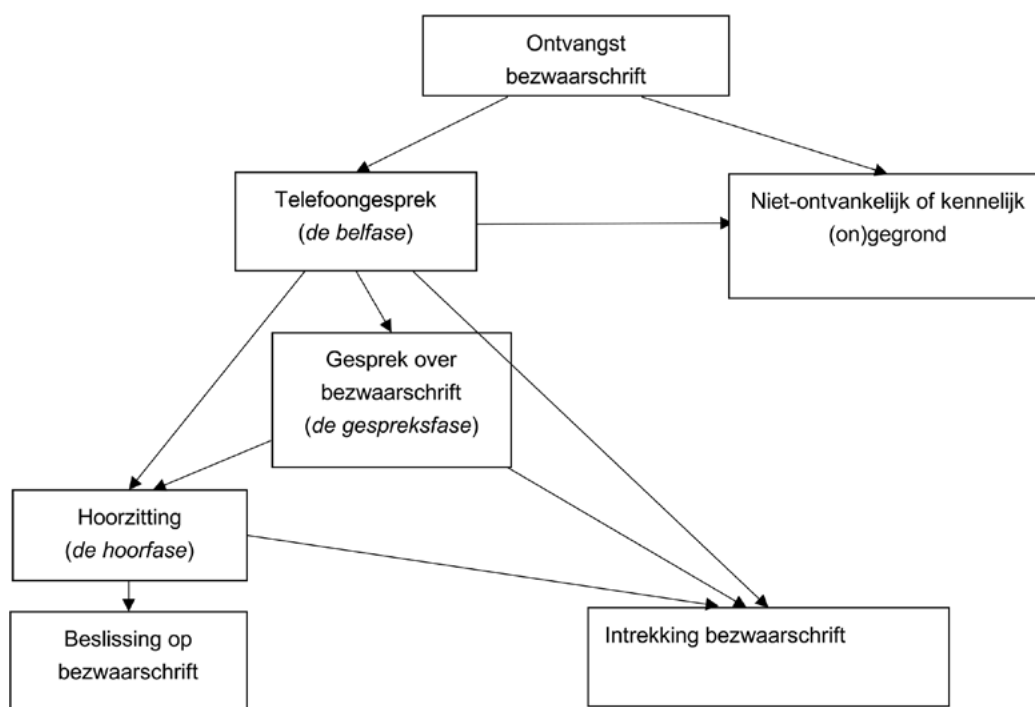 Ontvangst
bezwaarschrift
Telefoongesprek
(de belfase)
Niet-ontvankelijk of kennelijk
(on)gegrond
Gesprek over
bezwaarschrift
(de gespreksfase)
Hoorzitting
(de hoorfase)
Beslissing op
bezwaarschrift
Intrekking bezwaarschrift